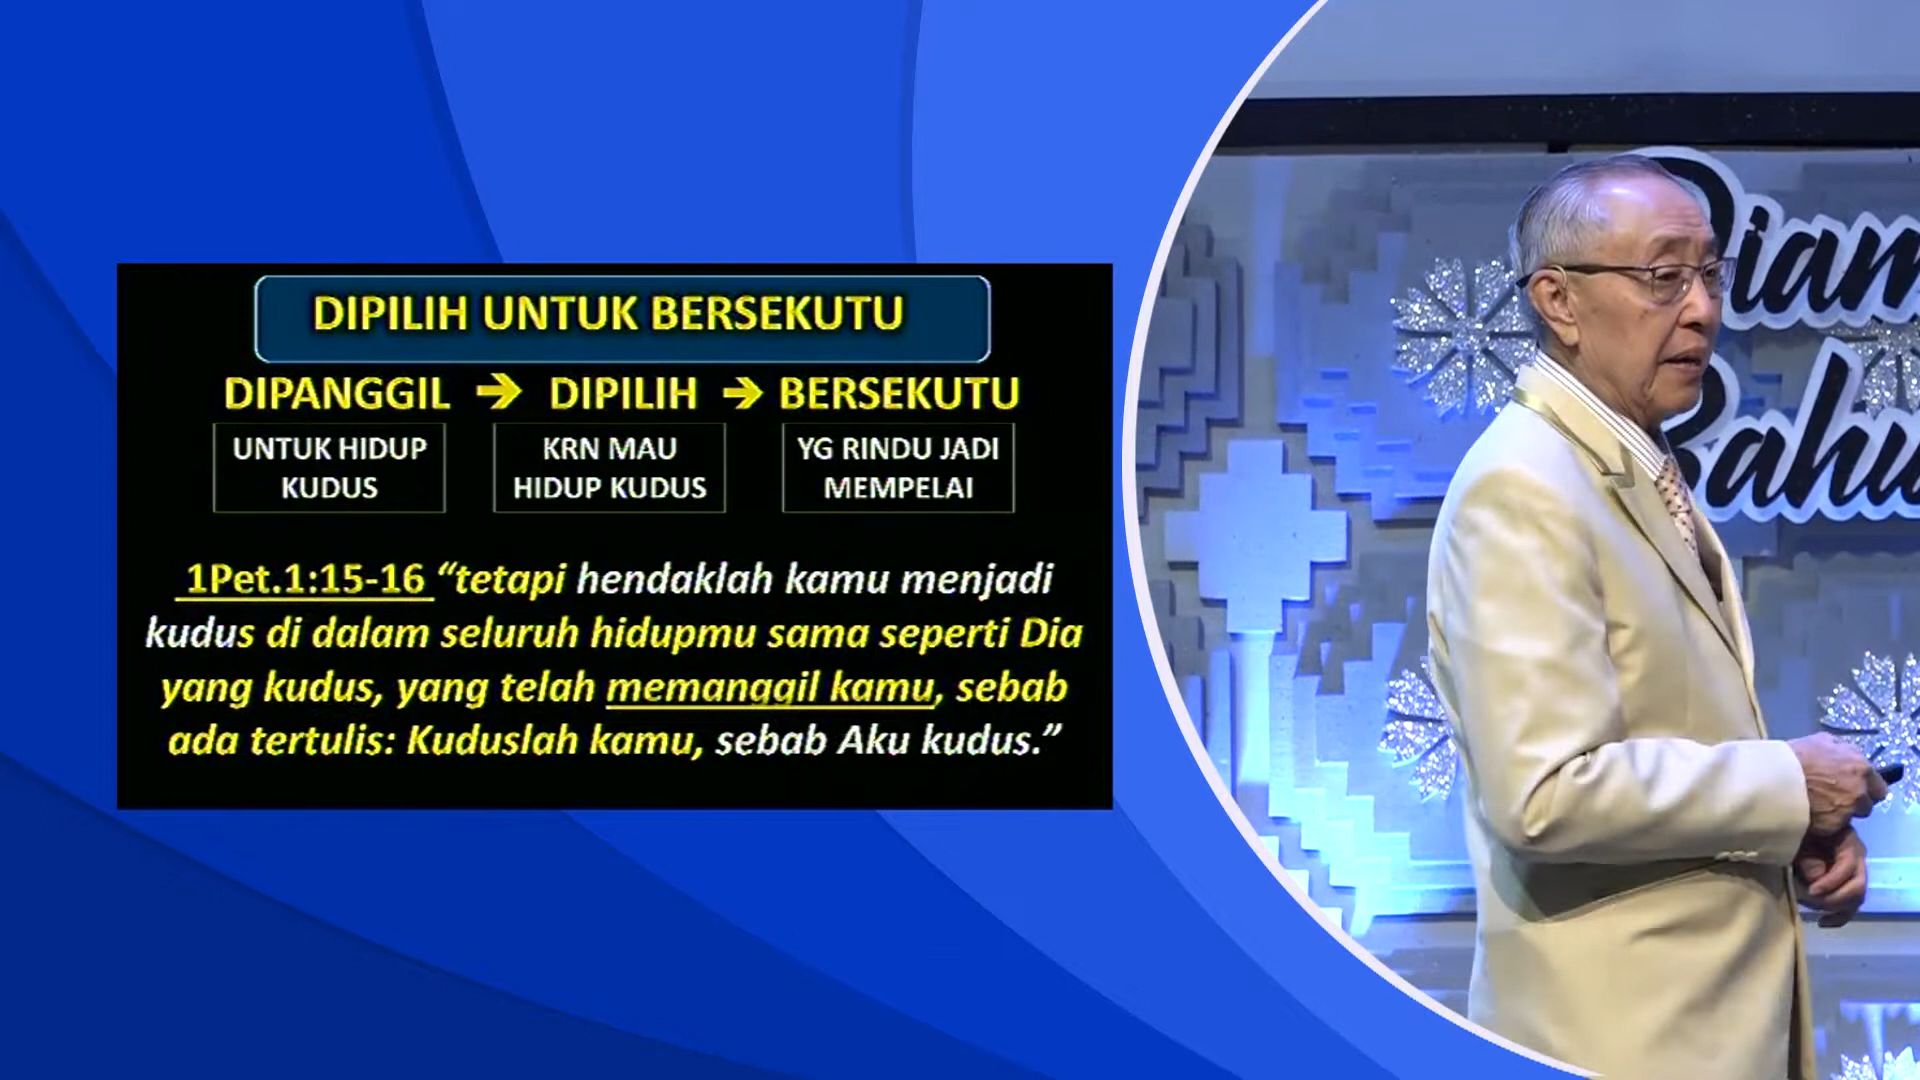 DIPILIH UNTUK BERSEKUTU
DIPANGGIL → DIPILIH → BERSEKUTU
UNTUK HIDUP
KUDUS
KRN MAU
HIDUP KUDUS
YG RINDU JADI
MEMPELAI
1Pet.1:15-16 “tetapi hendaklah kamu menjadi
kudus di dalam seluruh hidupmu sama seperti Dia
yang kudus, yang telah memanggil kamu, sebab
ada tertulis: Kuduslah kamu, sebab Aku kudus.”
Diam
Bahu